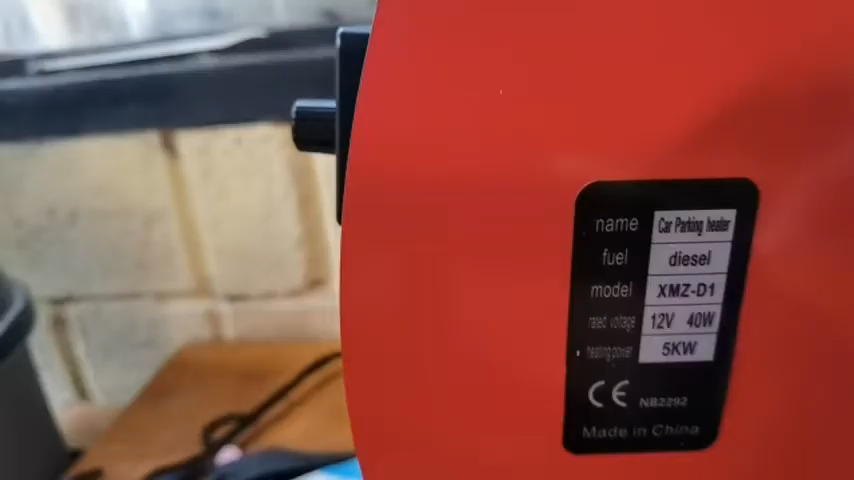 name Car Parking heater
fuel diesel
model XMZ-D1
rated voltage 12V 40W
heating power 5KW
CE NB2292
Made in China